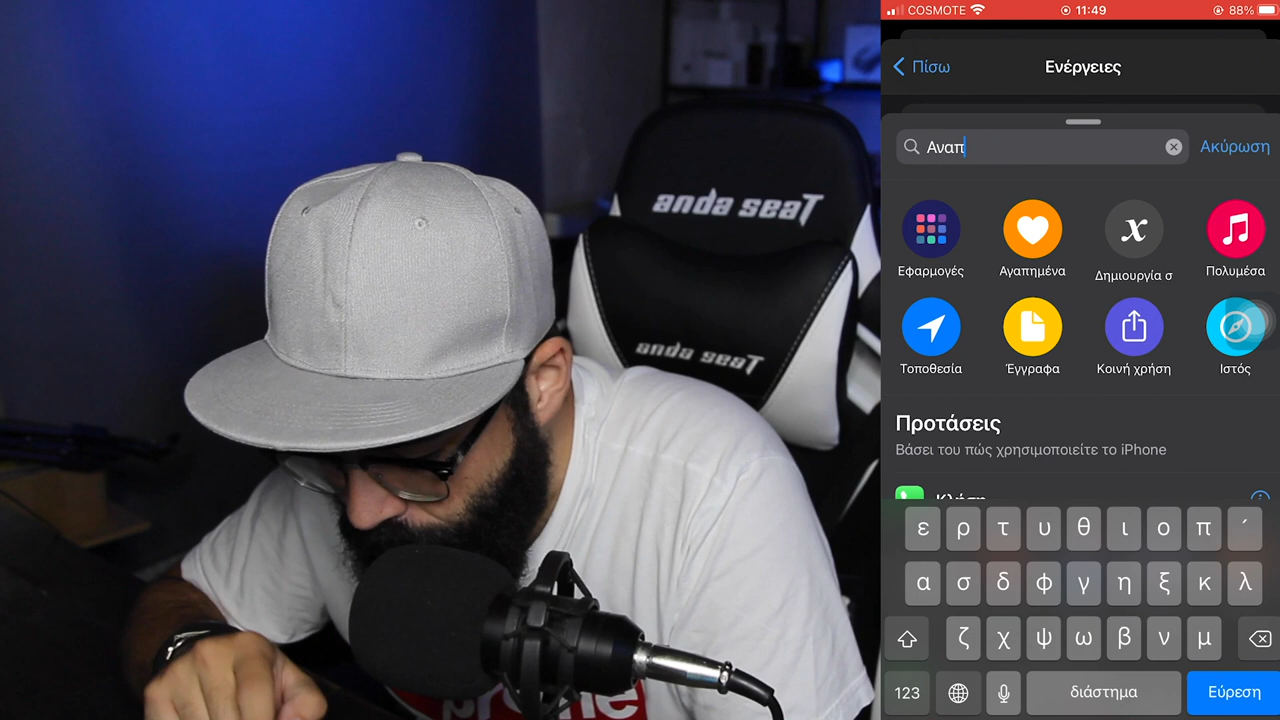 anda seaT
anda seaT
COSMOTE
11:49
88%
Πίσω
Ενέργειες
Αναπ
Ακύρωση
Εφαρμογές
Αγαπημένα
Δημιουργία σ
Πολυμέσα
Τοποθεσία
Έγγραφα
Κοινή χρήση
Ιστός
Προτάσεις
Βάσει του πώς χρησιμοποιείτε το iPhone
ε ρ τ υ θ ι ο π ´
α σ δ φ γ η ξ κ λ
ζ χ ψ ω β ν μ
123
διάστημα
Εύρεση